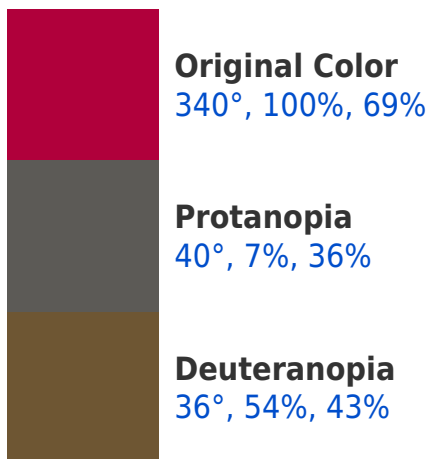 Original Color
340°, 100%, 69%
Protanopia
40°, 7%, 36%
Deuteranopia
36°, 54%, 43%